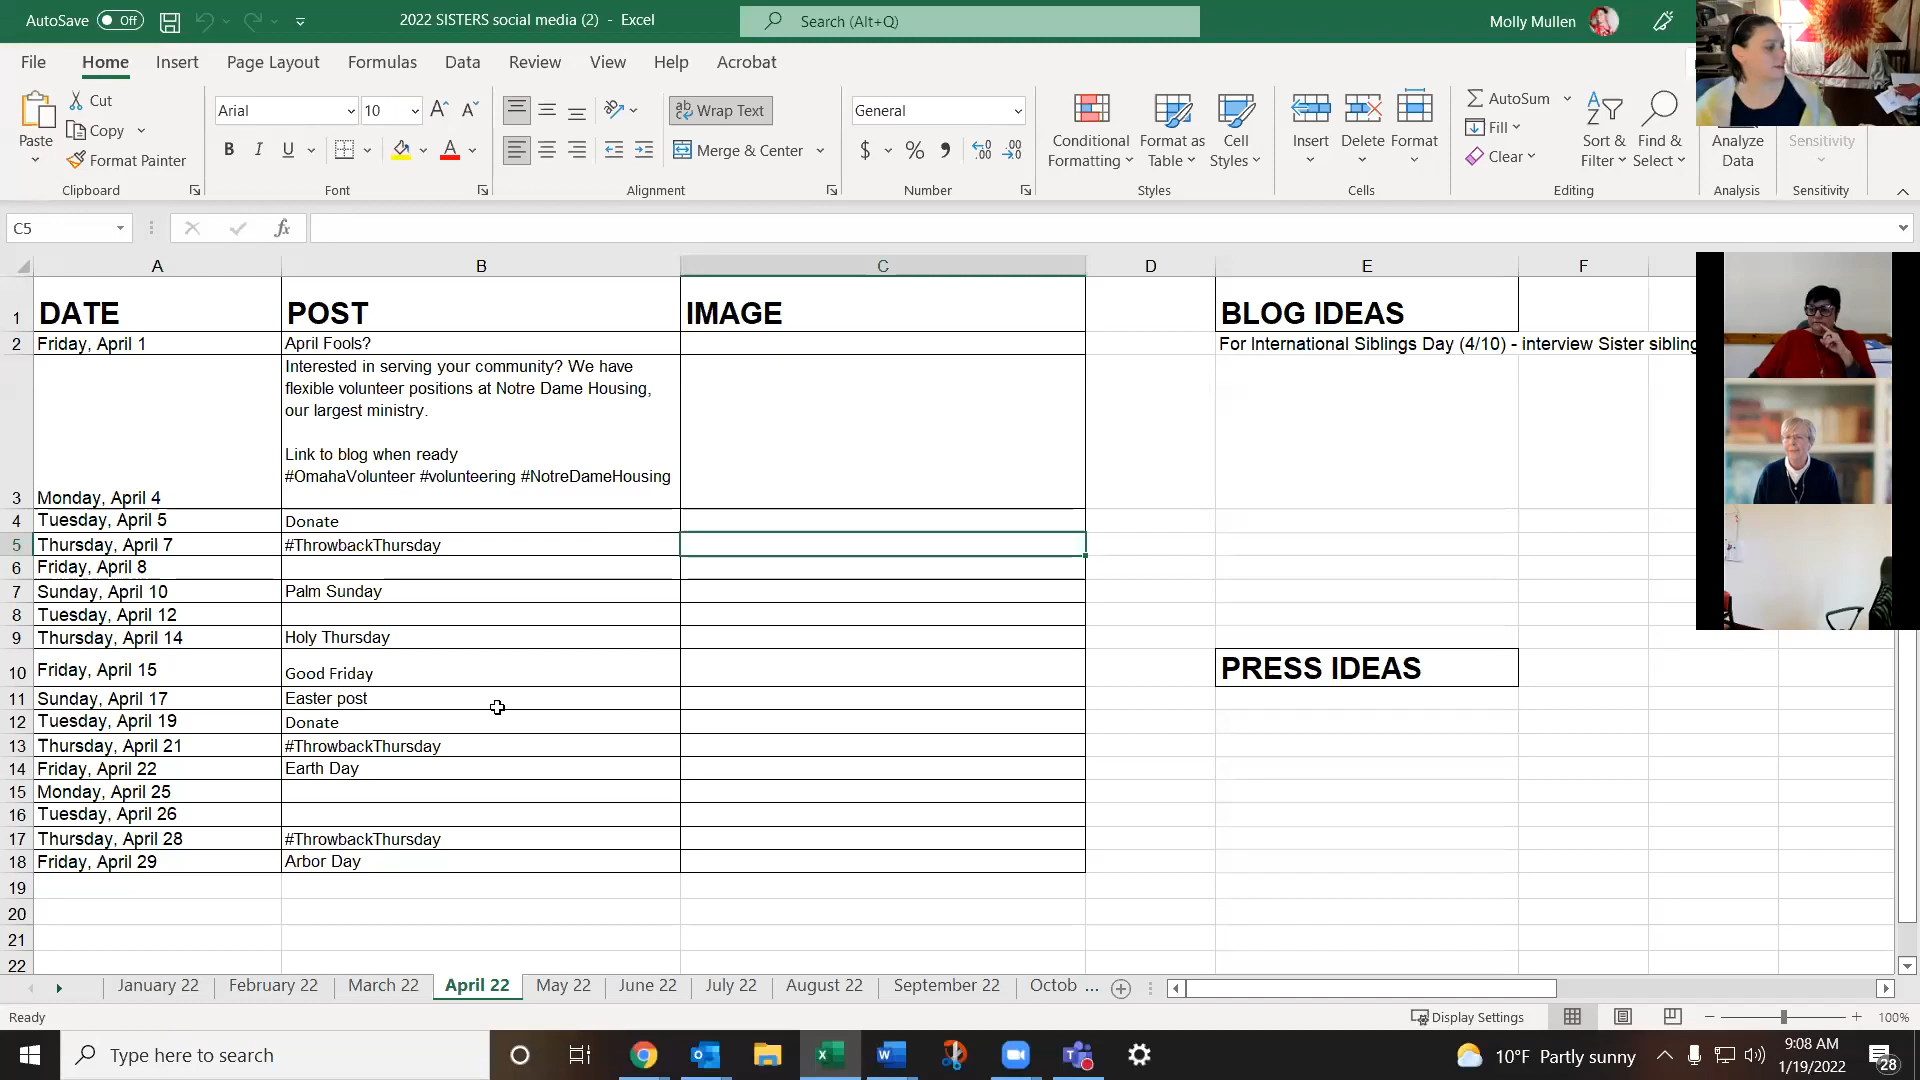 AutoSave Off 2022 SISTERS social media (2) - Excel Search (Alt+Q) Molly Mullen
File Home Insert Page Layout Formulas Data Review View Help Acrobat
Paste Cut Copy Format Painter
Clipboard
Arial 10 B I U A
Font
Wrap Text
Merge & Center
Alignment
General
$ % ,
Number
Conditional Formatting Format as Table Cell Styles
Styles
Insert Delete Format
Cells
AutoSum Fill Clear Sort & Filter Find & Select
Editing
Analyze Data
Analysis
Sensitivity
Sensitivity
C5 fx
A B C D E F
1 DATE POST IMAGE BLOG IDEAS
2 Friday, April 1 April Fools? For International Siblings Day (4/10) - interview Sister sibling
Interested in serving your community? We have
flexible volunteer positions at Notre Dame Housing,
our largest ministry.
Link to blog when ready
#OmahaVolunteer #volunteering #NotreDameHousing
3 Monday, April 4
4 Tuesday, April 5 Donate
5 Thursday, April 7 #ThrowbackThursday
6 Friday, April 8
7 Sunday, April 10 Palm Sunday
8 Tuesday, April 12
9 Thursday, April 14 Holy Thursday
10 Friday, April 15 Good Friday PRESS IDEAS
11 Sunday, April 17 Easter post
12 Tuesday, April 19 Donate
13 Thursday, April 21 #ThrowbackThursday
14 Friday, April 22 Earth Day
15 Monday, April 25
16 Tuesday, April 26
17 Thursday, April 28 #ThrowbackThursday
18 Friday, April 29 Arbor Day
19
20
21
22
January 22 February 22 March 22 April 22 May 22 June 22 July 22 August 22 September 22 Octob ...
Ready Display Settings 100%
Type here to search 10°F Partly sunny 9:08 AM
1/19/2022 28